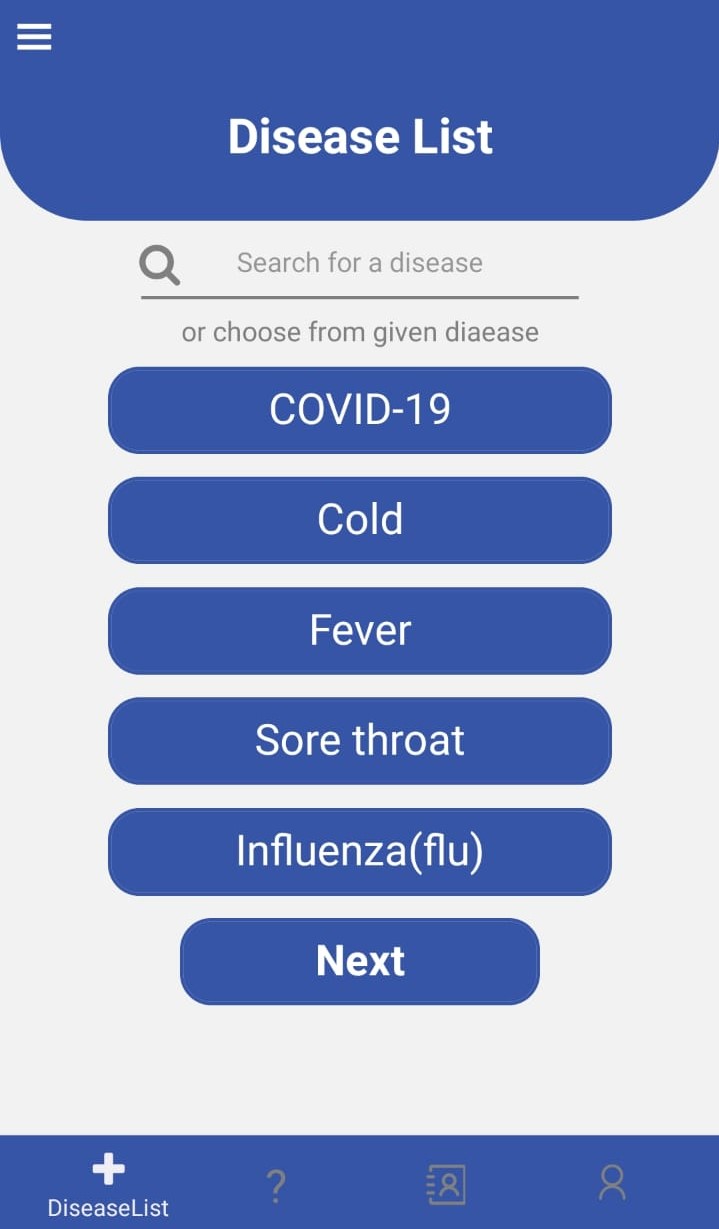 Disease List
Search for a disease
or choose from given diaease
COVID-19
Cold
Fever
Sore throat
Influenza(flu)
Next
?
DiseaseList